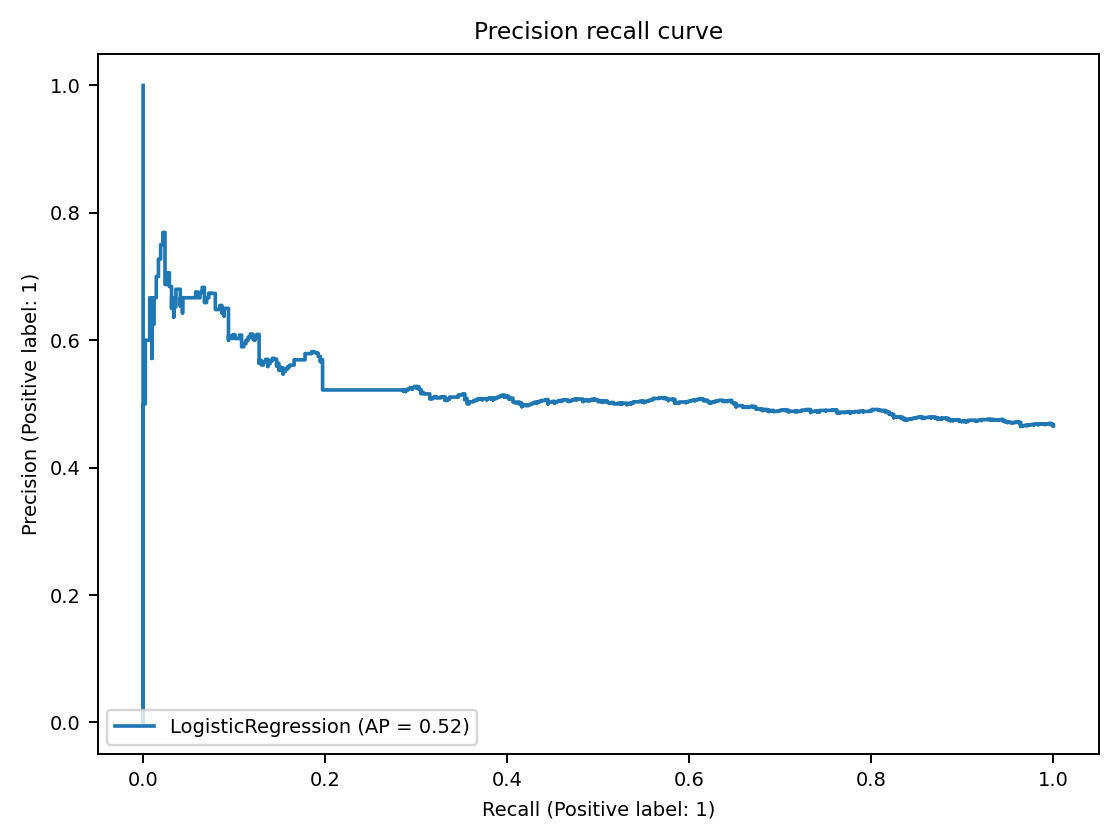 Precision recall curve
1.0
0.8
0.6
0.4
0.2
0.0
Precision (Positive label: 1)
LogisticRegression (AP = 0.52)
0.0 0.2 0.4 0.6 0.8 1.0
Recall (Positive label: 1)